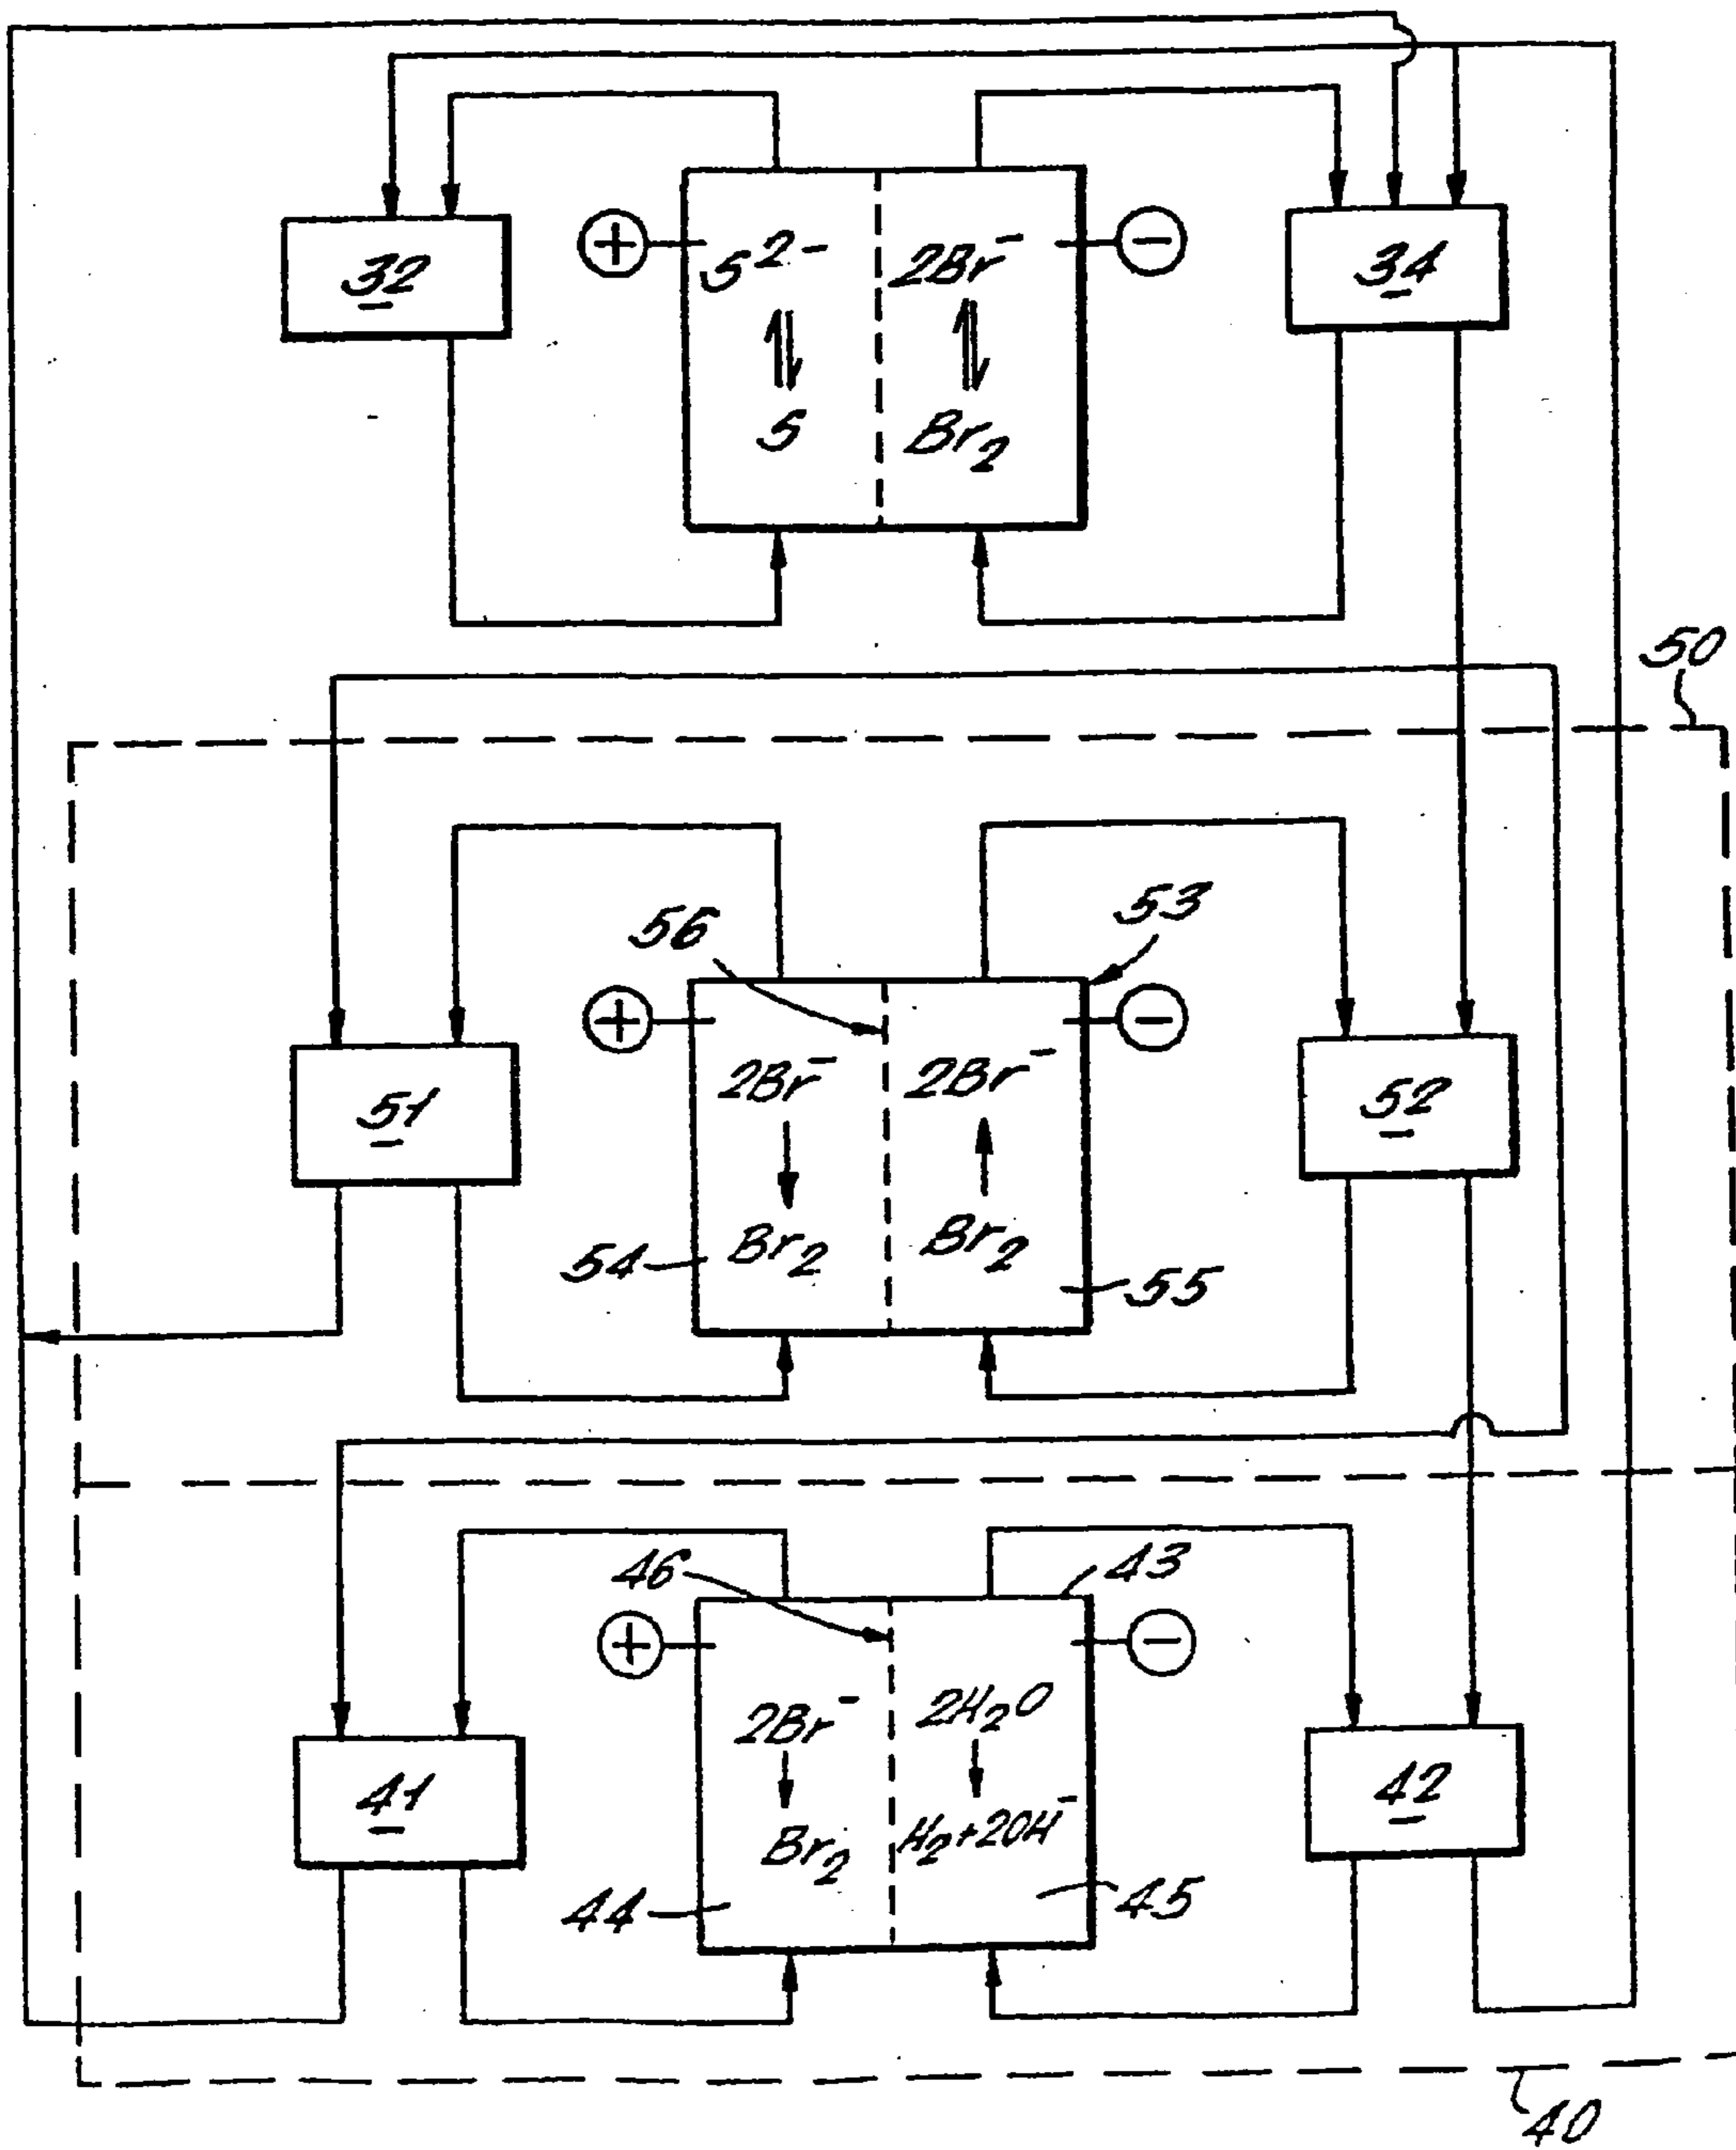 +
S2-
2Br-
−
32
34
⇅
⇅
S
Br2
50
56
53
+
−
2Br-
2Br-
51
52
↓
↑
Br2
Br2
54
55
46
43
+
−
2Br-
2H2O
41
42
↓
↓
Br2
H2+2OH-
44
45
40